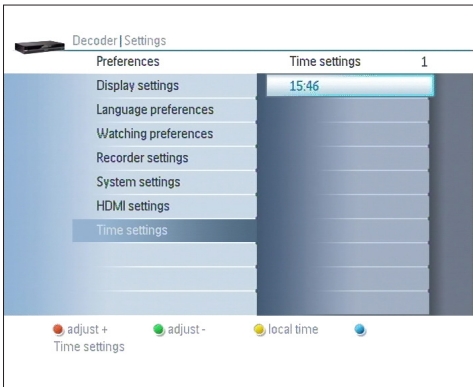 Decoder | Settings
Preferences Time settings 1
Display settings 15:46
Language preferences
Watching preferences
Recorder settings
System settings
HDMI settings
Time settings
adjust + adjust - local time
Time settings